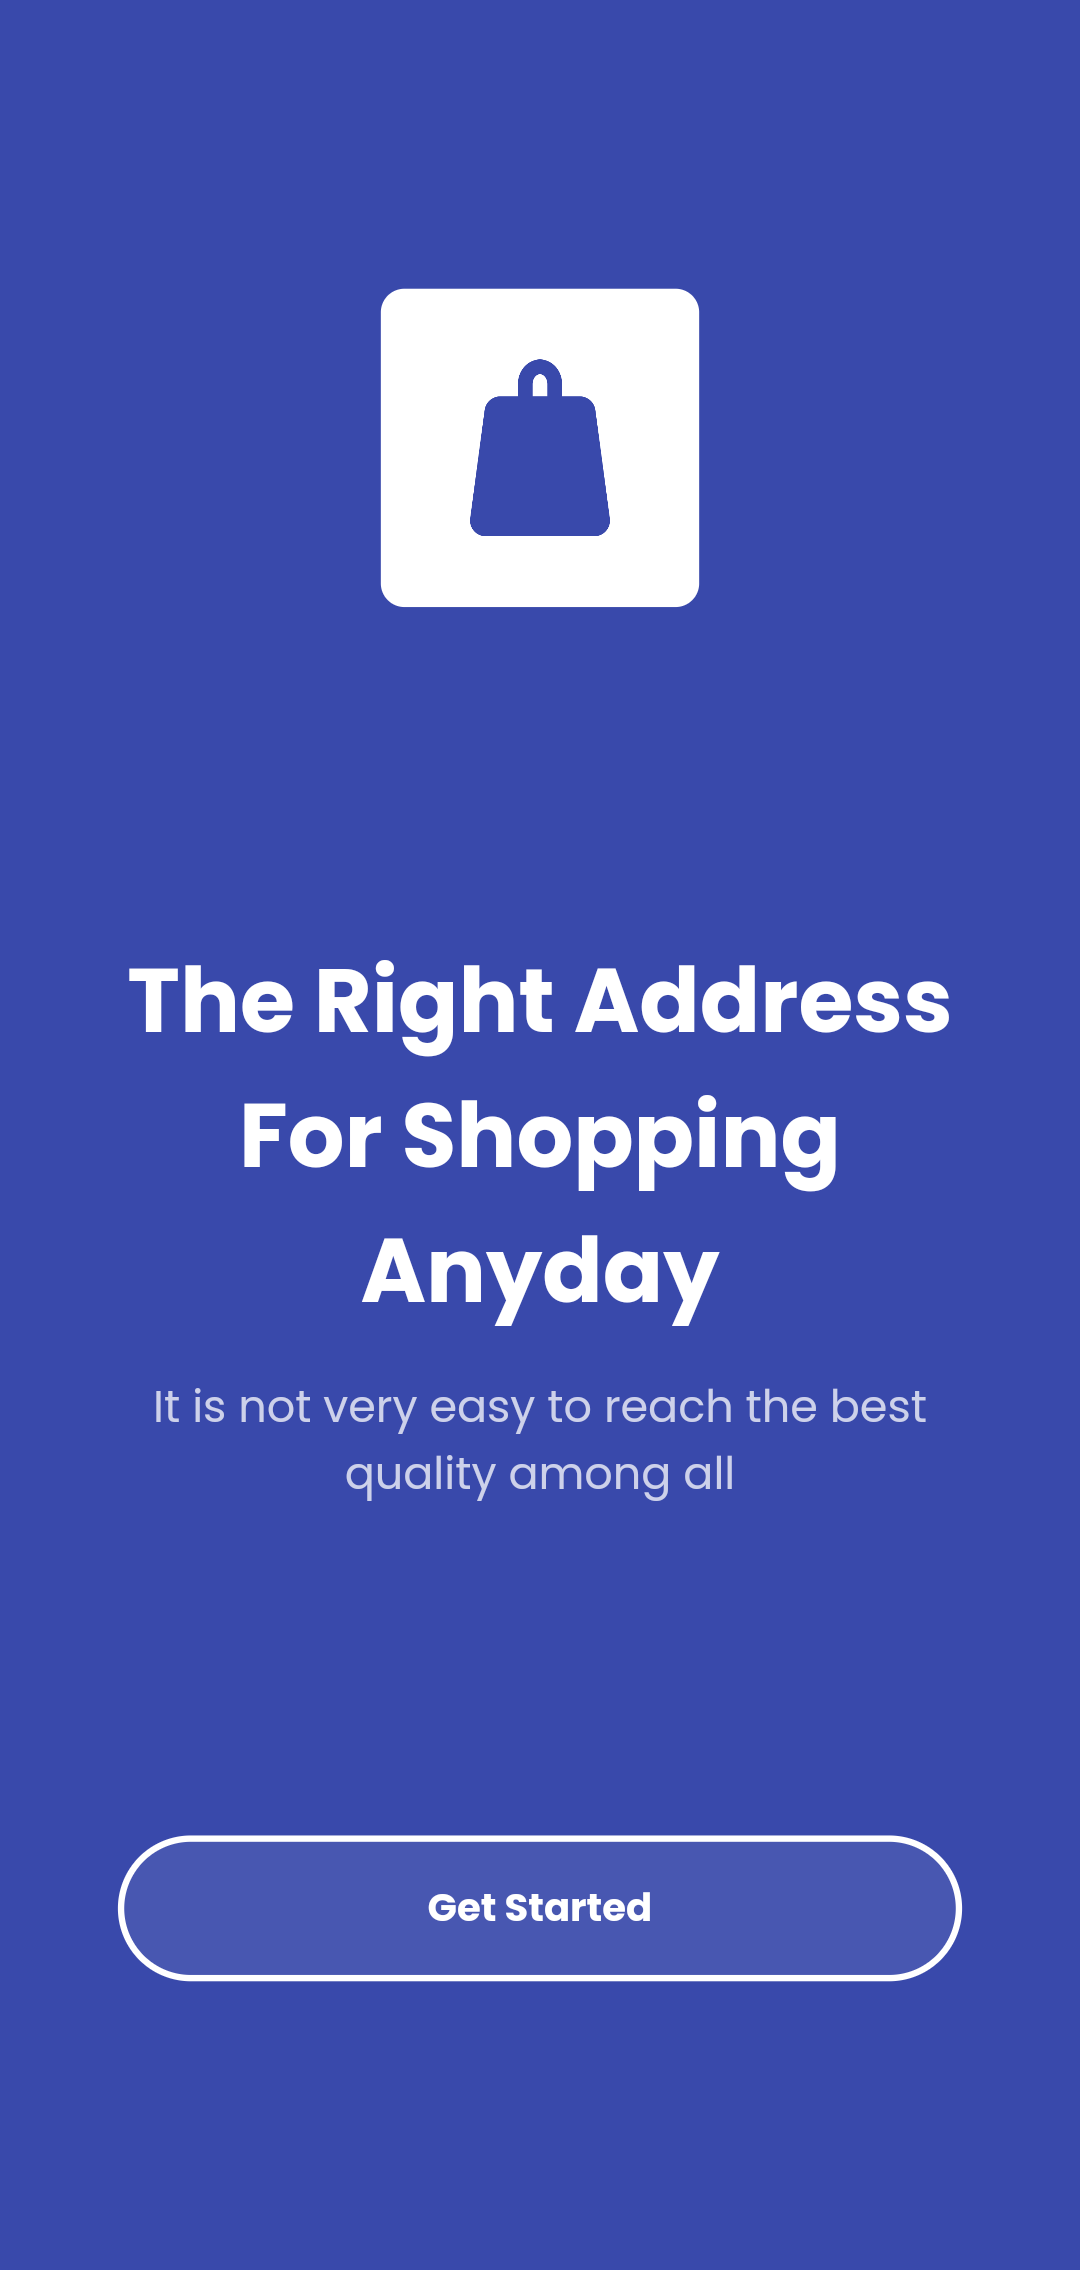 The Right Address
For Shopping
Anyday
It is not very easy to reach the best
quality among all
Get Started